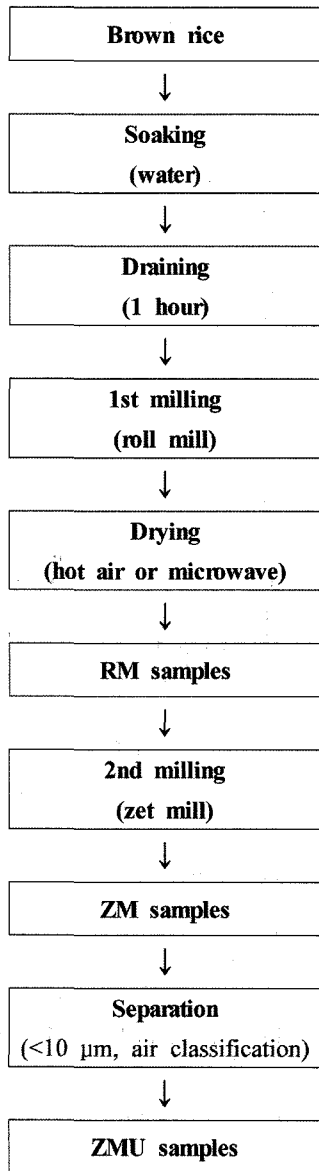 Brown rice
↓
Soaking
(water)
↓
Draining
(1 hour)
↓
1st milling
(roll mill)
↓
Drying
(hot air or microwave)
↓
RM samples
↓
2nd milling
(zet mill)
↓
ZM samples
↓
Separation
(<10 μm, air classification)
↓
ZMU samples